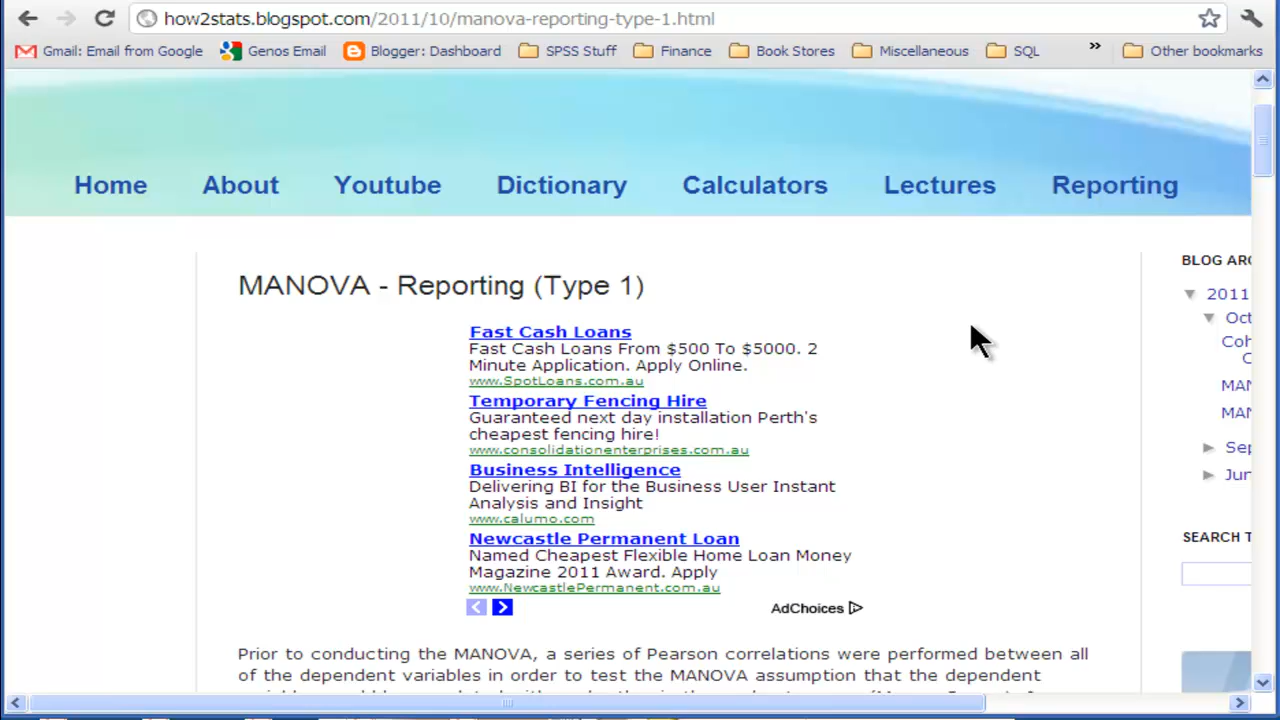 how2stats.blogspot.com/2011/10/manova-reporting-type-1.html
Gmail: Email from Google Genos Email Blogger: Dashboard SPSS Stuff Finance Book Stores Miscellaneous SQL » Other bookmarks
Home About Youtube Dictionary Calculators Lectures Reporting
MANOVA - Reporting (Type 1)
Fast Cash Loans
Fast Cash Loans From $500 To $5000. 2
Minute Application. Apply Online.
www.SpotLoans.com.au
Temporary Fencing Hire
Guaranteed next day installation Perth's
cheapest fencing hire!
www.consolidationenterprises.com.au
Business Intelligence
Delivering BI for the Business User Instant
Analysis and Insight
www.calumo.com
Newcastle Permanent Loan
Named Cheapest Flexible Home Loan Money
Magazine 2011 Award. Apply
www.NewcastlePermanent.com.au
AdChoices
Prior to conducting the MANOVA, a series of Pearson correlations were performed between all
of the dependent variables in order to test the MANOVA assumption that the dependent
BLOG ARC
2011
Oct
Coh
C
MAN
MAN
Sep
Jun
SEARCH T